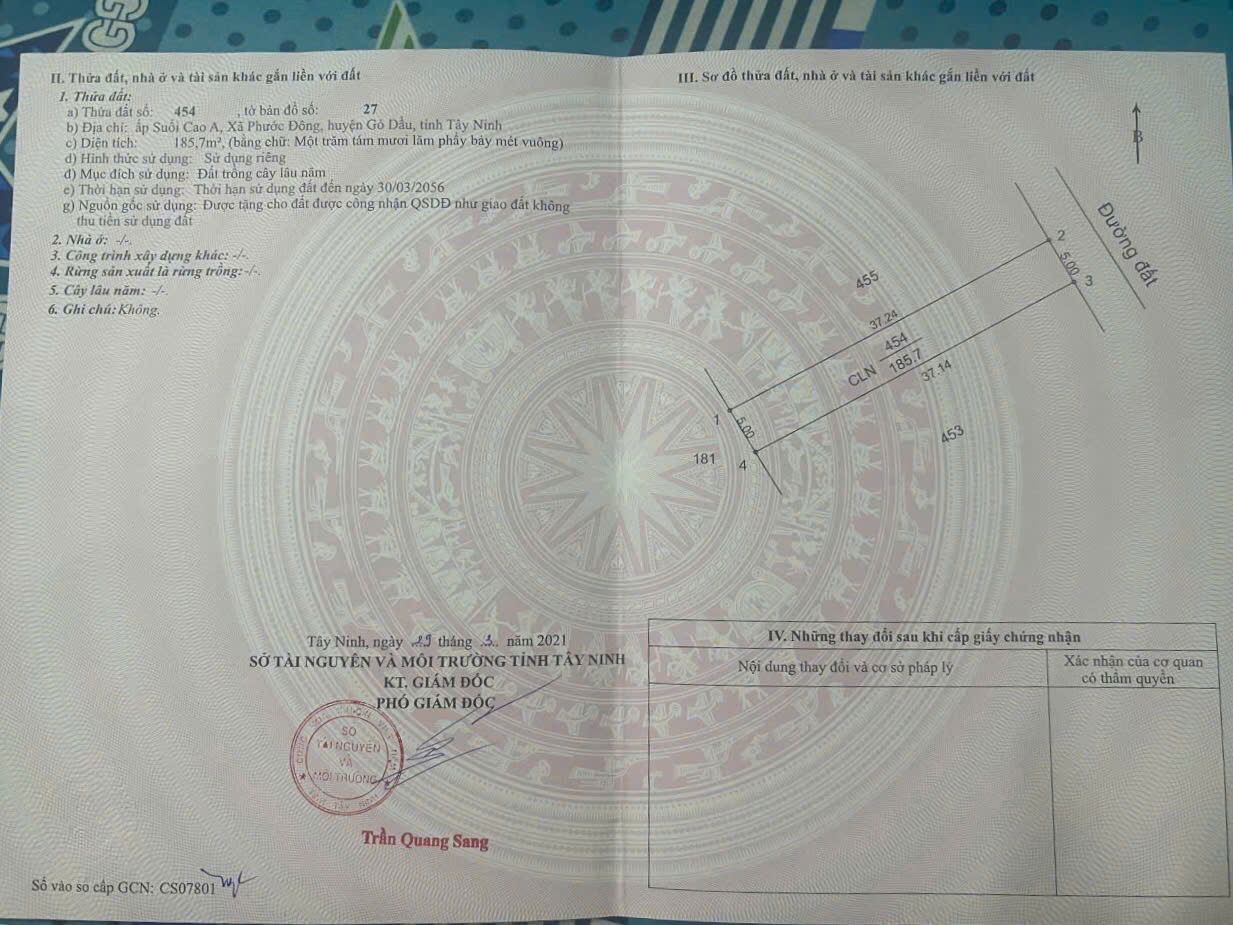 II. Thửa đất, nhà ở và tài sản khác gắn liền với đất
1. Thửa đất:
a) Thửa đất số: 454 , tờ bản đồ số: 27
b) Địa chỉ: ấp Suối Cao A, Xã Phước Đông, huyện Gò Dầu, tỉnh Tây Ninh
c) Diện tích: 185,7m², (bằng chữ: Một trăm tám mươi lăm phẩy bảy mét vuông)
d) Hình thức sử dụng: Sử dụng riêng
đ) Mục đích sử dụng: Đất trồng cây lâu năm
e) Thời hạn sử dụng: Thời hạn sử dụng đất đến ngày 30/03/2056
g) Nguồn gốc sử dụng: Được tặng cho đất được công nhận QSDĐ như giao đất không
thu tiền sử dụng đất
2. Nhà ở: -/-.
3. Công trình xây dựng khác: -/-.
4. Rừng sản xuất là rừng trồng: -/-.
5. Cây lâu năm: -/-.
6. Ghi chú: Không.
Tây Ninh, ngày 29 tháng .3. năm 2021
SỞ TÀI NGUYÊN VÀ MÔI TRƯỜNG TỈNH TÂY NINH
KT. GIÁM ĐỐC
PHÓ GIÁM ĐỐC
SỞ
TÀI NGUYÊN
VÀ
MÔI TRƯỜNG
Trần Quang Sang
Số vào sổ cấp GCN: CS07801
III. Sơ đồ thửa đất, nhà ở và tài sản khác gắn liền với đất
B
Đường đất
2
5.00
3
455
37.24
454
CLN
185.7
37.14
1
5.00
453
181
4
IV. Những thay đổi sau khi cấp giấy chứng nhận
Nội dung thay đổi và cơ sở pháp lý
Xác nhận của cơ quan
có thẩm quyền